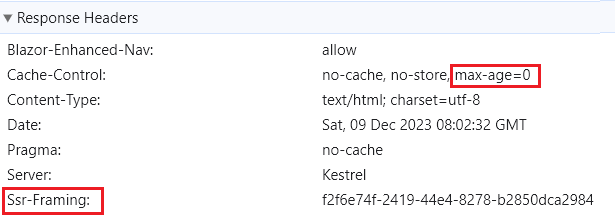 Response Headers
Blazor-Enhanced-Nav: allow
Cache-Control: no-cache, no-store, max-age=0
Content-Type: text/html; charset=utf-8
Date: Sat, 09 Dec 2023 08:02:32 GMT
Pragma: no-cache
Server: Kestrel
Ssr-Framing: f2f6e74f-2419-44e4-8278-b2850dca2984